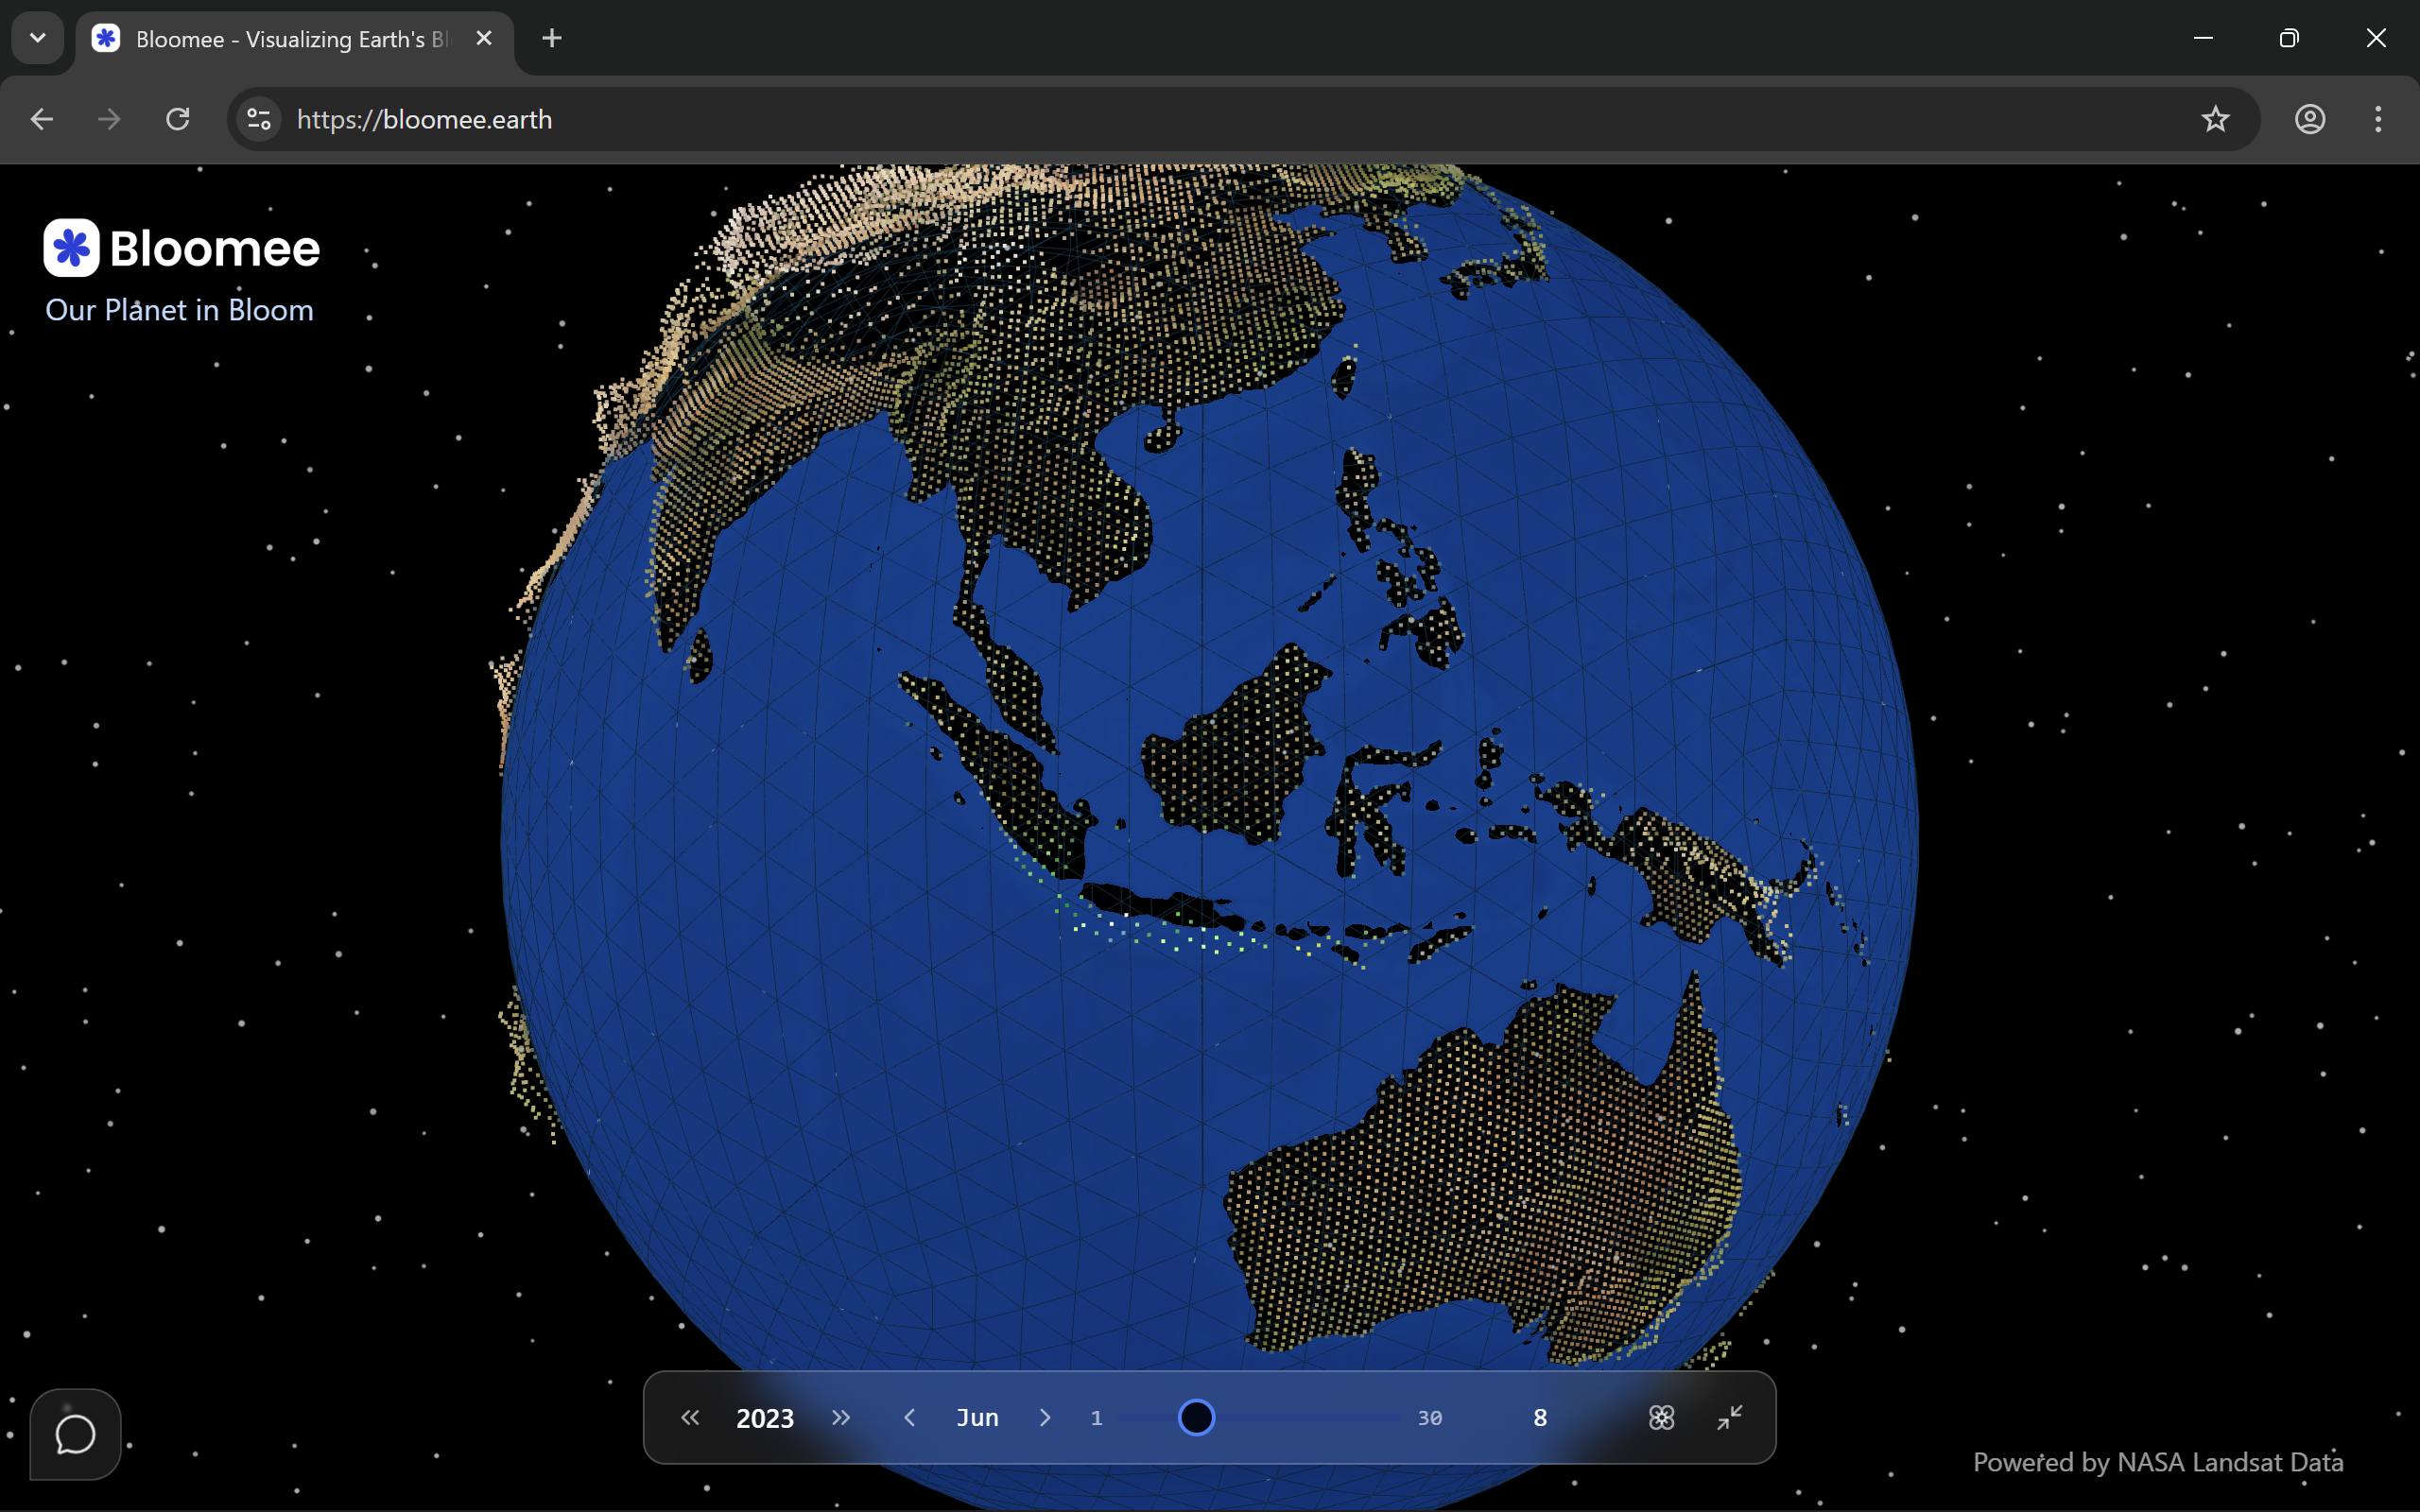 Bloomee - Visualizing Earth's Bl
https://bloomee.earth
Bloomee
Our Planet in Bloom
2023 Jun 1 30 8
Powered by NASA Landsat Data